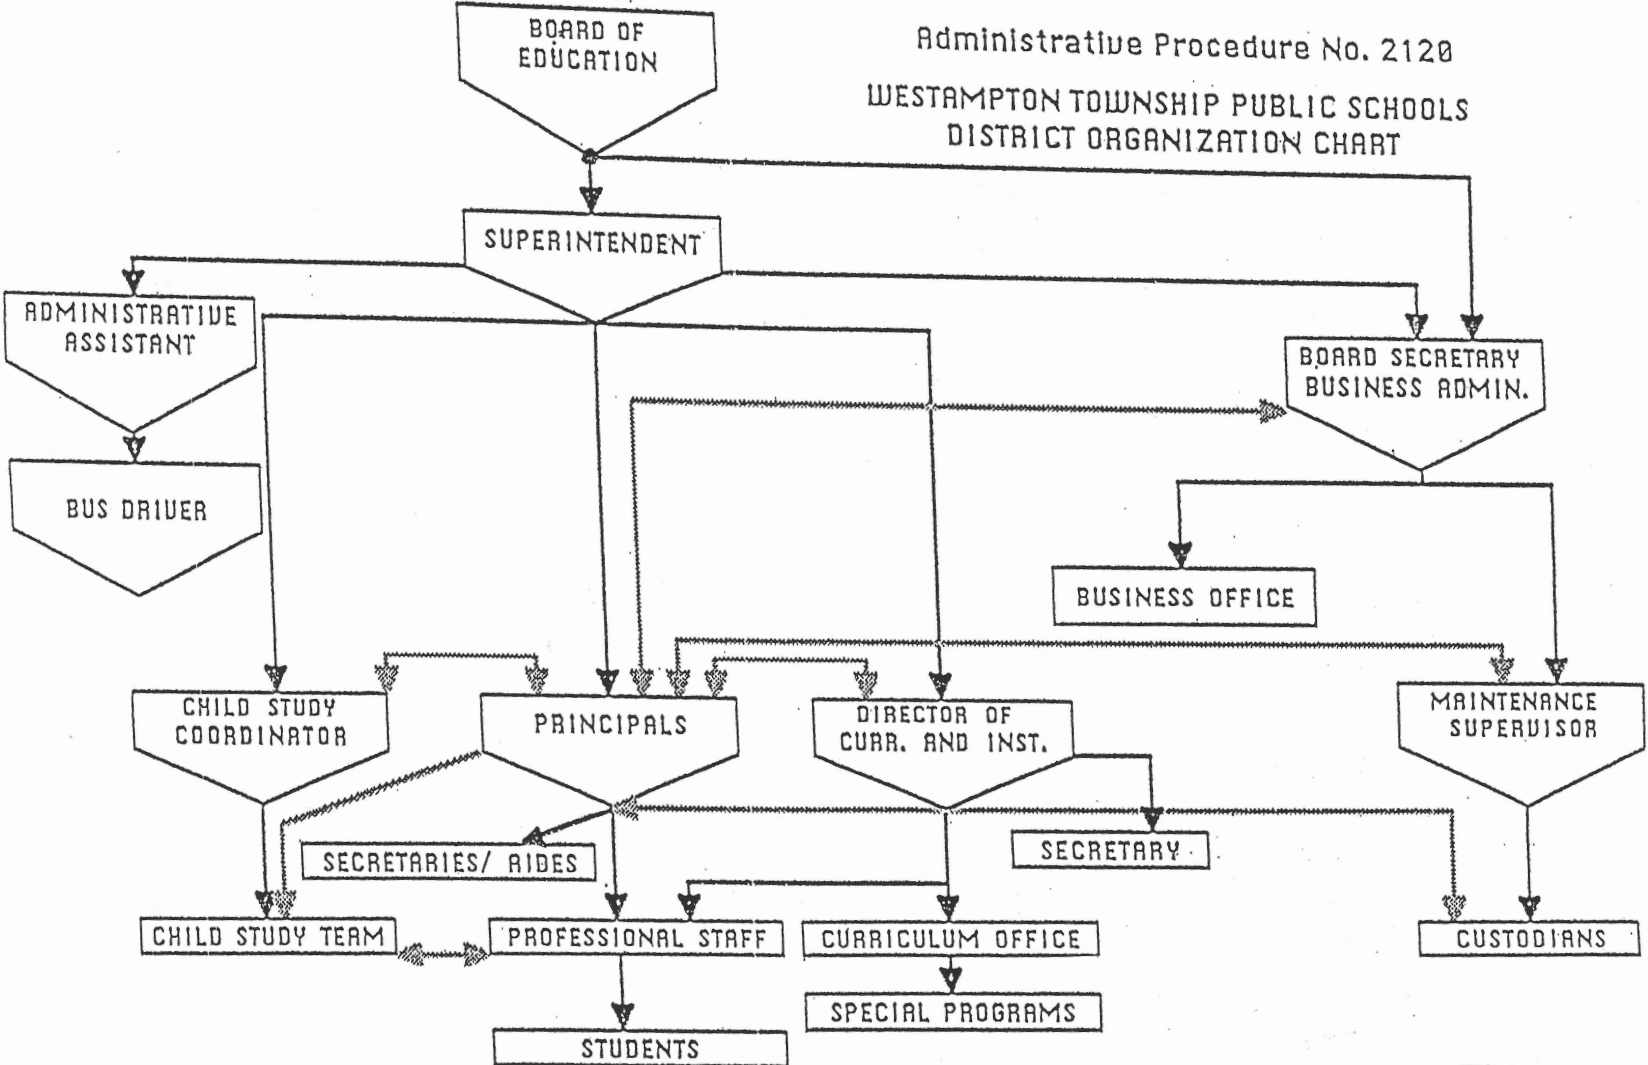 BOARD OF
EDUCATION
Administrative Procedure No. 2120
WESTAMPTON TOWNSHIP PUBLIC SCHOOLS
DISTRICT ORGANIZATION CHART
SUPERINTENDENT
ADMINISTRATIVE
ASSISTANT
BOARD SECRETARY
BUSINESS ADMIN.
BUS DRIVER
BUSINESS OFFICE
CHILD STUDY
COORDINATOR
PRINCIPALS
DIRECTOR OF
CURR. AND INST.
MAINTENANCE
SUPERVISOR
SECRETARIES/ AIDES
SECRETARY
CHILD STUDY TEAM
PROFESSIONAL STAFF
CURRICULUM OFFICE
CUSTODIANS
SPECIAL PROGRAMS
STUDENTS